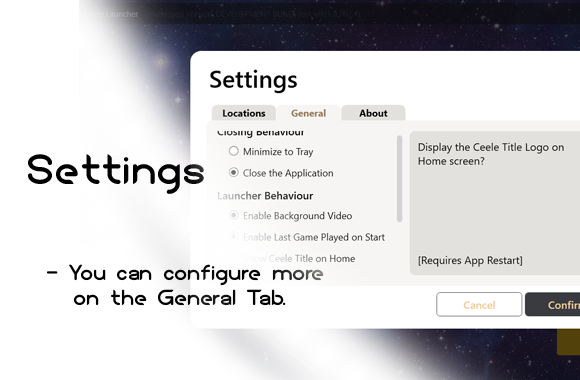 Launcher
Settings
Locations
General
About
Closing Behaviour
Minimize to Tray
Close the Application
Launcher Behaviour
Enable Background Video
Enable Last Game Played on Start
Ceele Title on Home
Display the Ceele Title Logo on
Home screen?
[Requires App Restart]
Cancel
Settings
- You can configure more
on the General Tab.